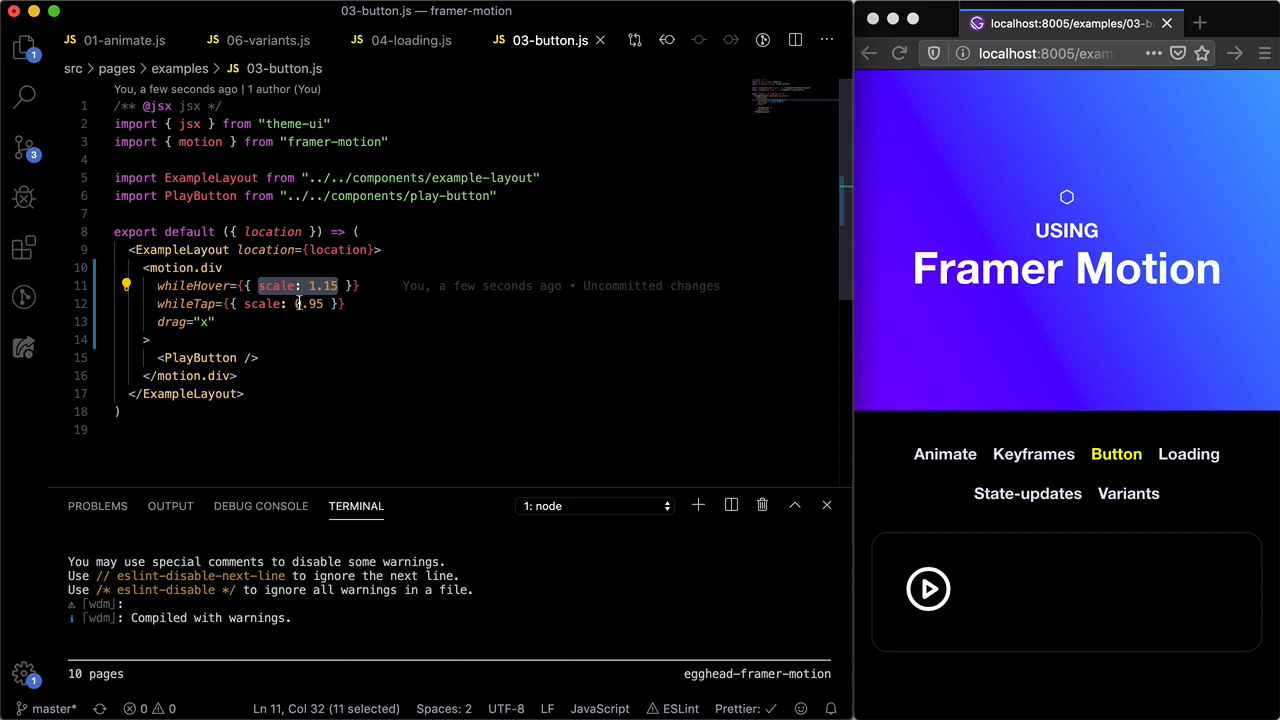 03-button.js — framer-motion
JS 01-animate.js JS 06-variants.js JS 04-loading.js JS 03-button.js
src > pages > examples > JS 03-button.js
You, a few seconds ago | 1 author (You)
1 /** @jsx jsx */
2 import { jsx } from "theme-ui"
3 import { motion } from "framer-motion"
4
5 import ExampleLayout from "../../components/example-layout"
6 import PlayButton from "../../components/play-button"
7
8 export default ({ location }) => (
9 <ExampleLayout location={location}>
10 <motion.div
11 whileHover={{ scale: 1.15 }} You, a few seconds ago • Uncommitted changes
12 whileTap={{ scale: 0.95 }}
13 drag="x"
14 >
15 <PlayButton />
16 </motion.div>
17 </ExampleLayout>
18 )
19
1
3
1
PROBLEMS OUTPUT DEBUG CONSOLE TERMINAL 1: node
You may use special comments to disable some warnings.
Use // eslint-disable-next-line to ignore the next line.
Use /* eslint-disable */ to ignore all warnings in a file.
⚠ ｢wdm｣:
ℹ ｢wdm｣: Compiled with warnings.
10 pages egghead-framer-motion
master* 0 0 Ln 11, Col 32 (11 selected) Spaces: 2 UTF-8 LF JavaScript ESLint Prettier: ✓
localhost:8005/examples/03-bu
localhost:8005/exam
USING
Framer Motion
Animate Keyframes Button Loading
State-updates Variants